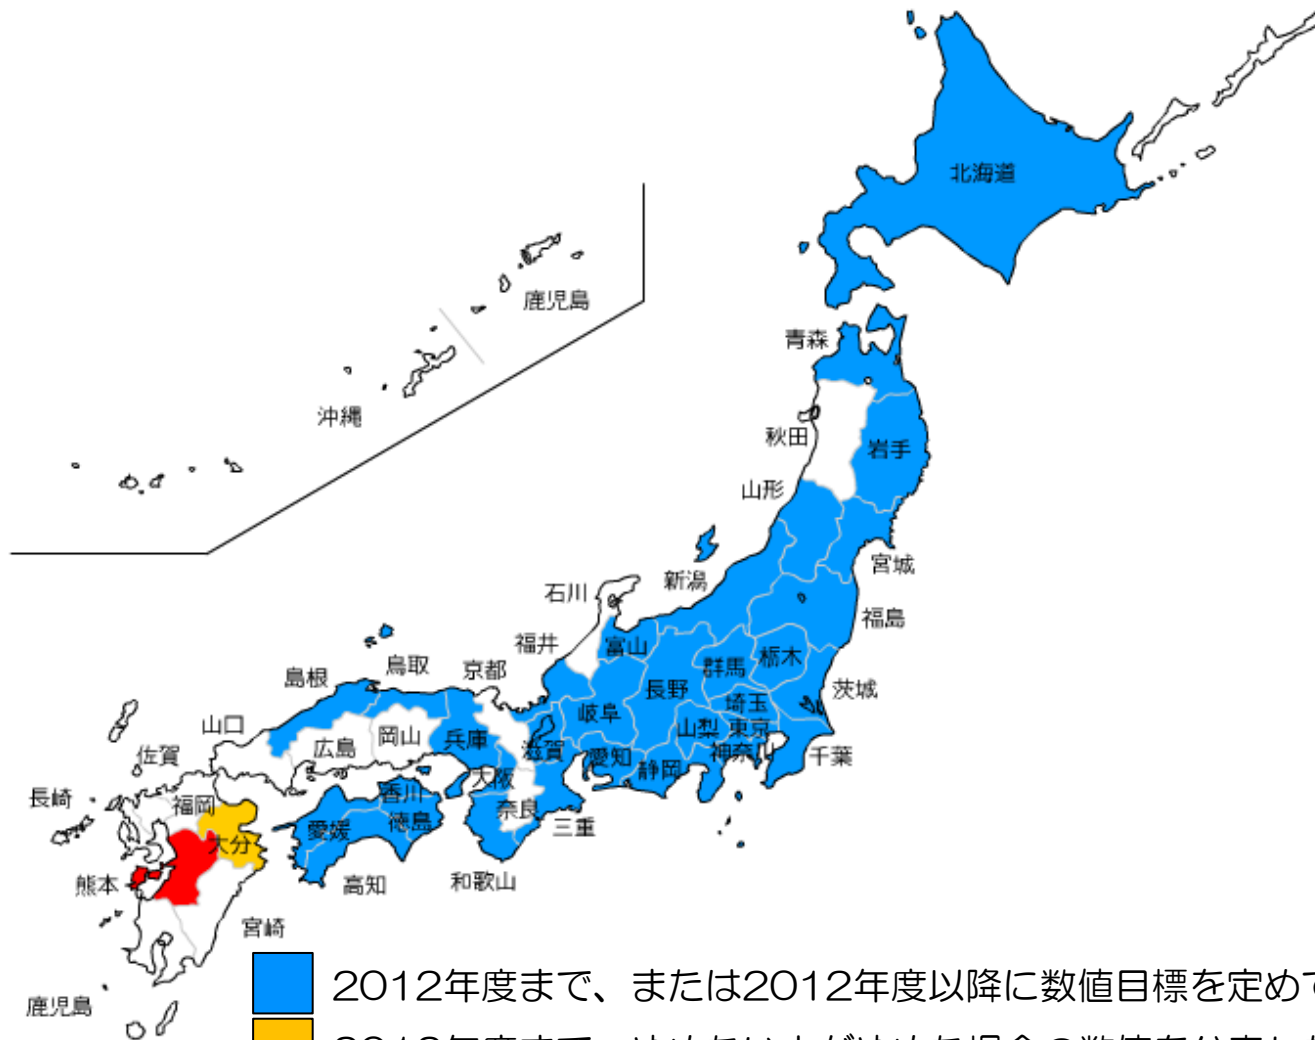 北海道
鹿児島
青森
沖縄
秋田
岩手
山形
宮城
新潟
石川
福島
福井
富山
鳥取
京都
群馬
栃木
島根
長野
茨城
埼玉
岐阜
山口
山梨
東京
広島
岡山
兵庫
滋賀
神奈川
佐賀
愛知
千葉
静岡
大阪
長崎
香川
福岡
奈良
徳島
三重
愛媛
大分
熊本
高知
和歌山
宮崎
鹿児島
2012年度まで、または2012年度以降に数値目標を定めて